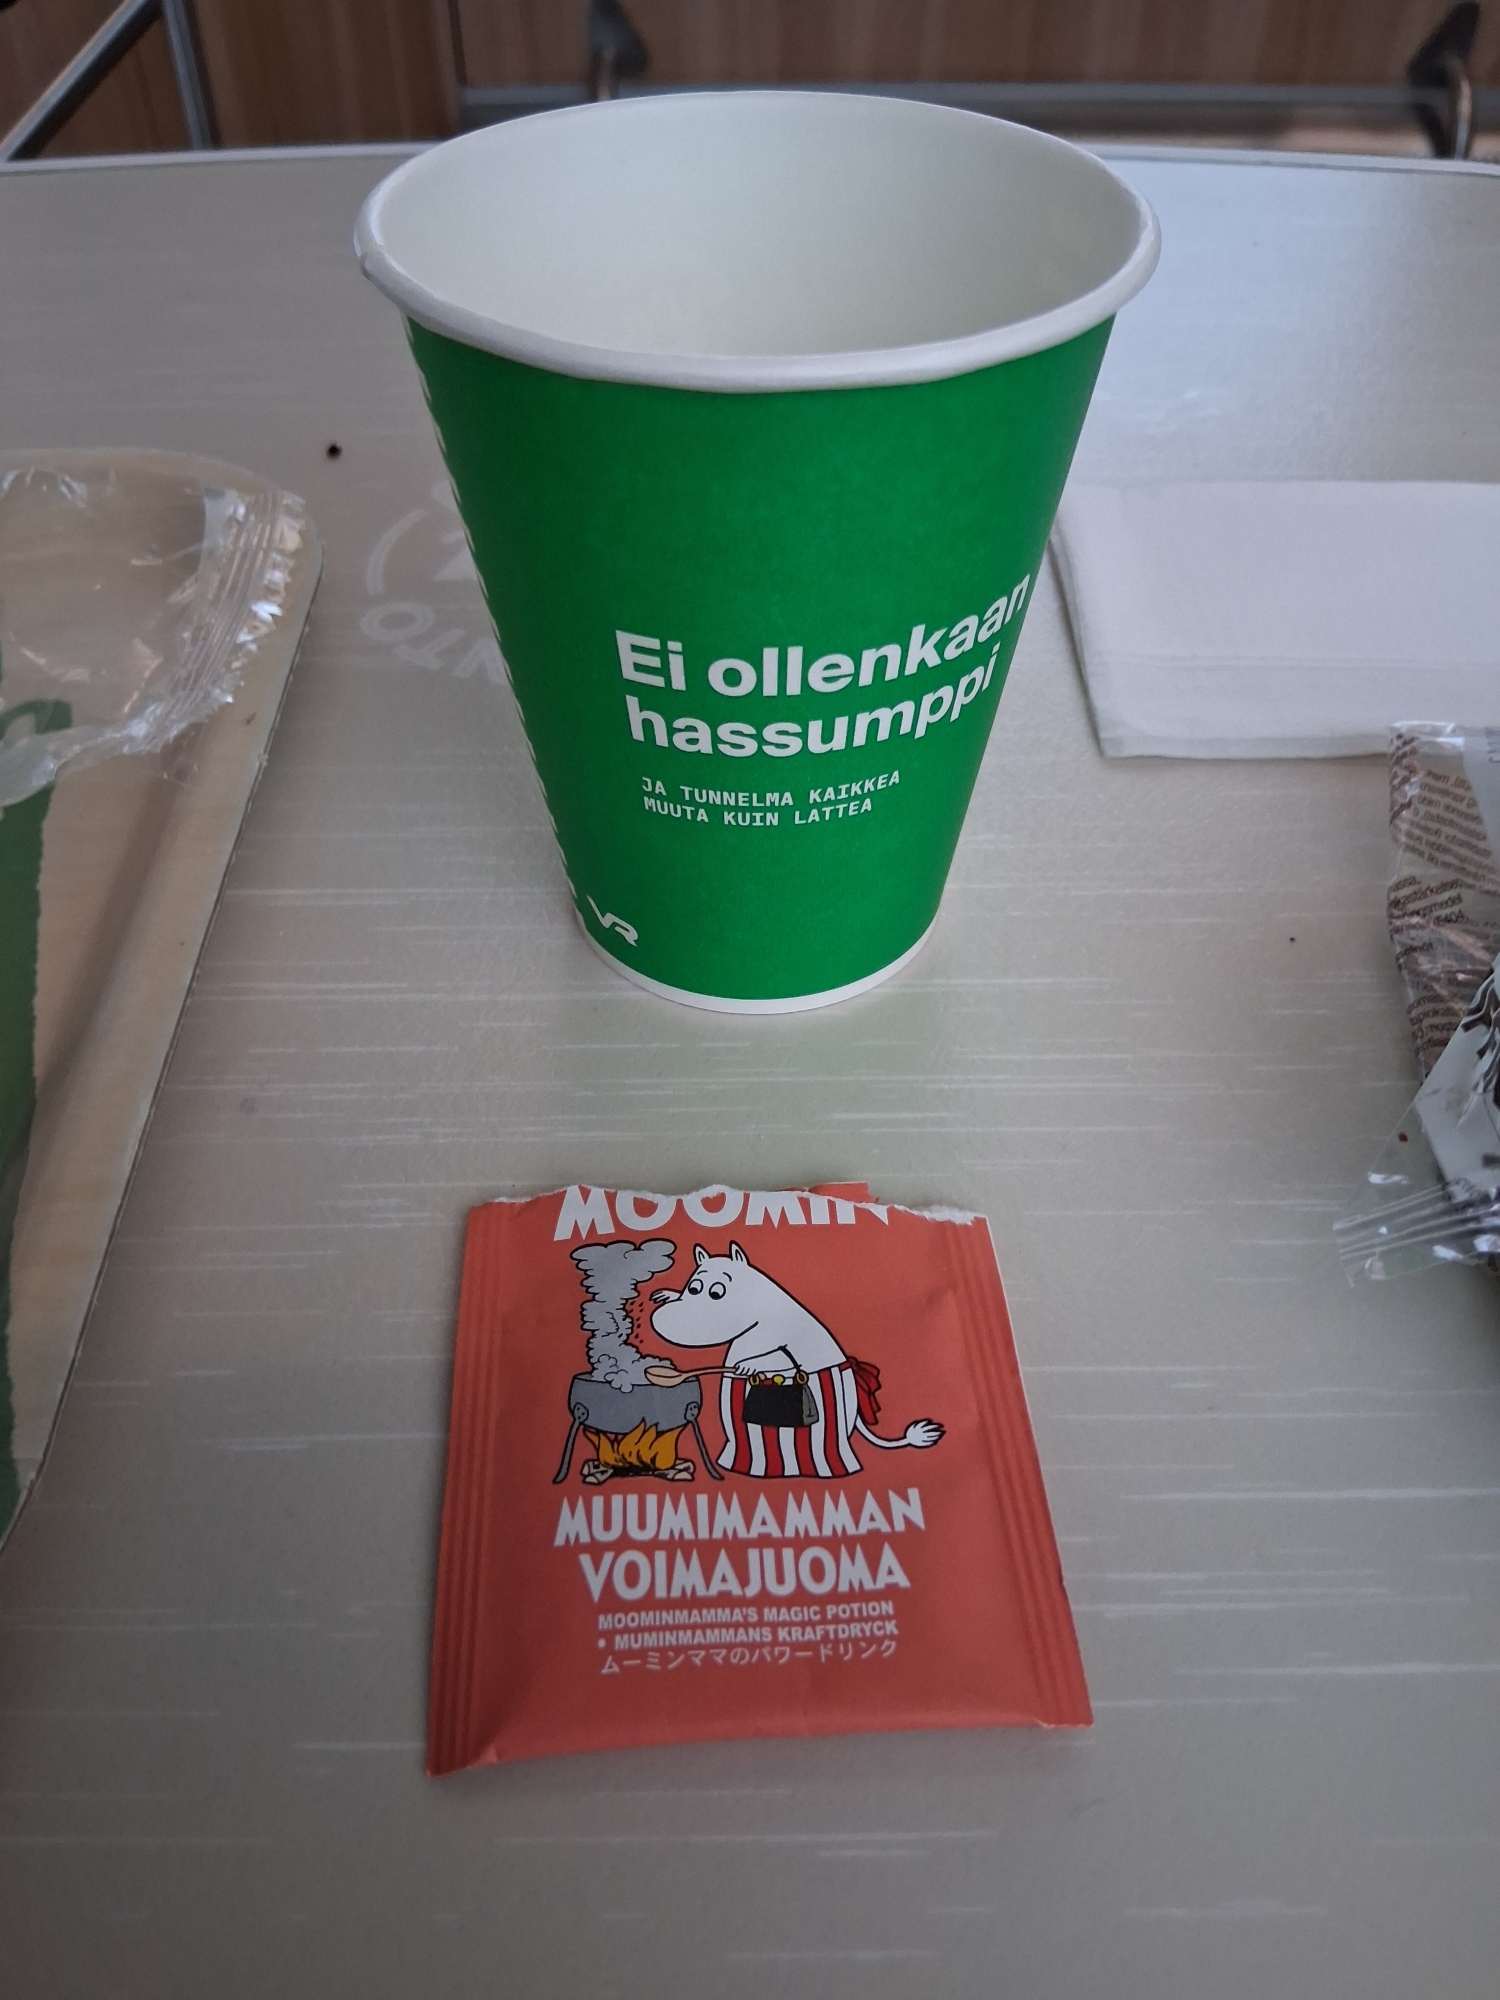 Ei ollenkaan
hassumppi
JA TUNNELMA KAIKKEA
MUUTA KUIN LATTEA
VR
MOOMIN
MUUMIMAMMAN
VOIMAJUOMA
MOOMINMAMMA'S MAGIC POTION
• MUMINMAMMANS KRAFTDRYCK
ムーミンママのパワードリンク